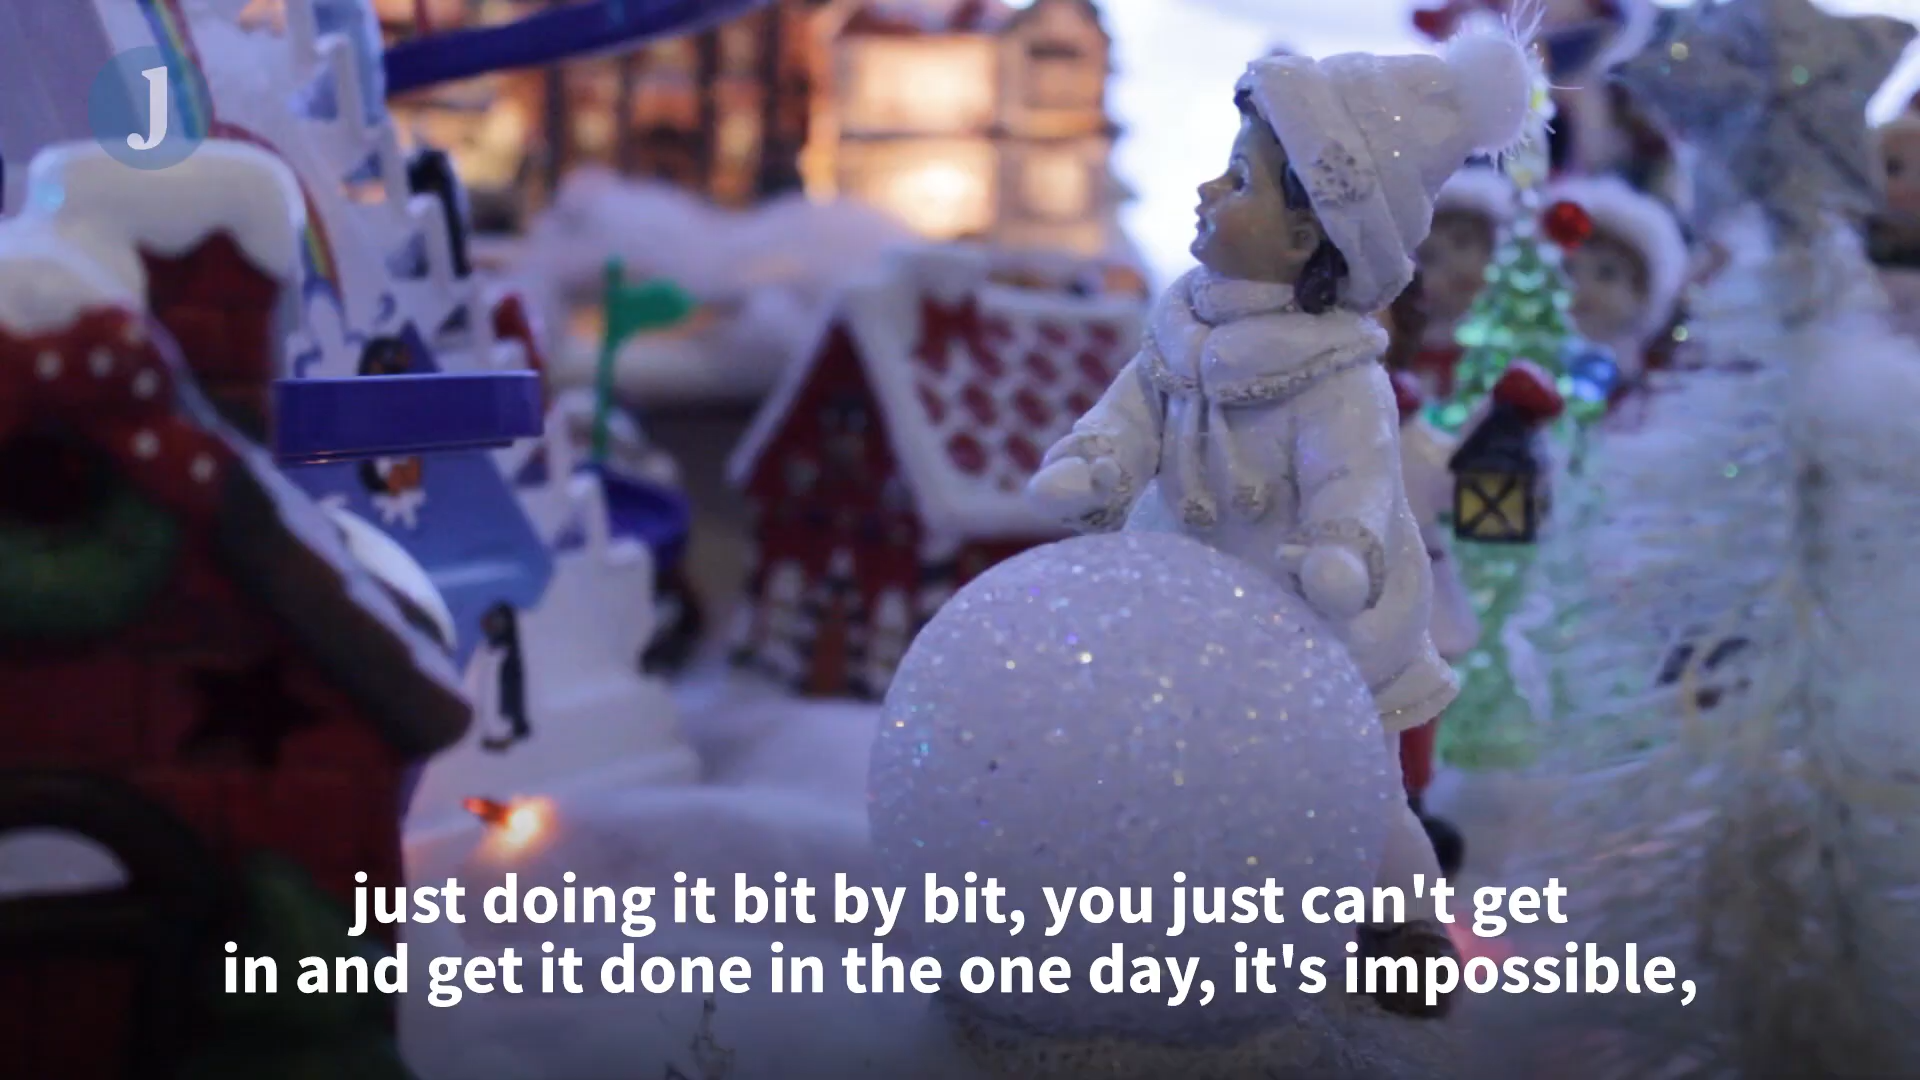 J
just doing it bit by bit, you just can't get
in and get it done in the one day, it's impossible,